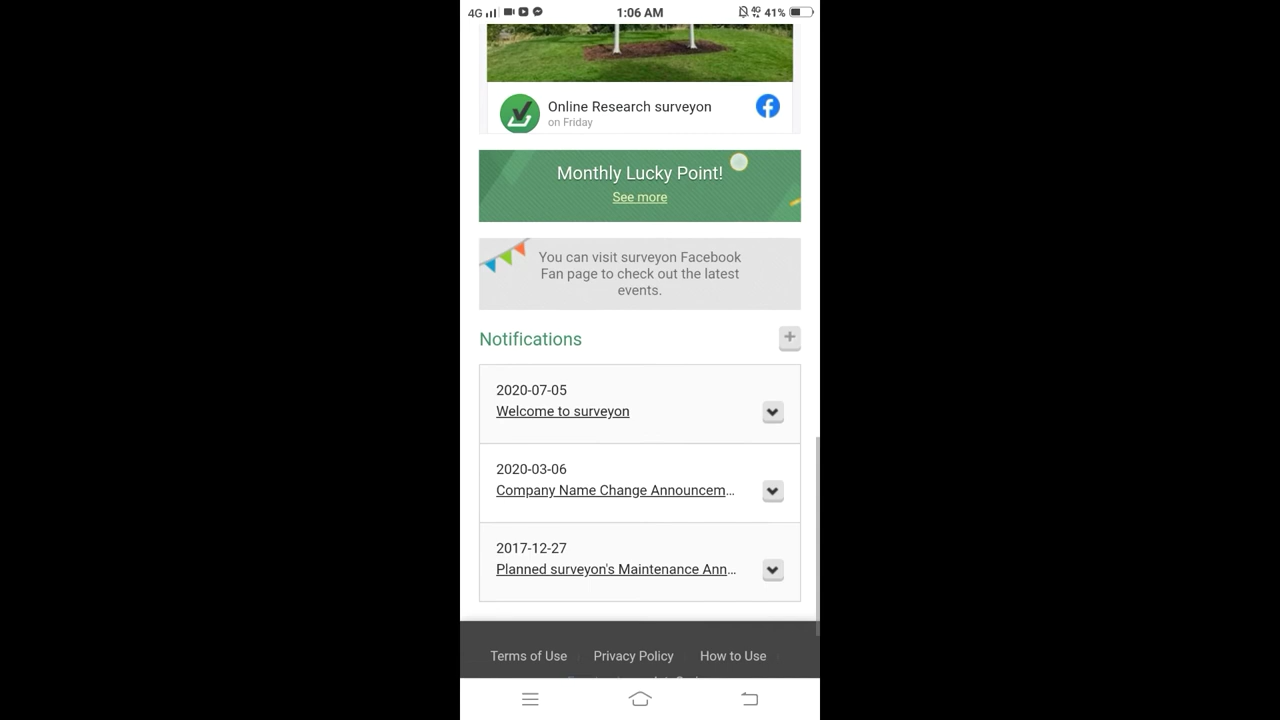 4G 1:06 AM 4G 41%
Online Research surveyon
on Friday
Monthly Lucky Point!
See more
You can visit surveyon Facebook
Fan page to check out the latest
events.
Notifications
2020-07-05
Welcome to surveyon
2020-03-06
Company Name Change Announcem...
2017-12-27
Planned surveyon's Maintenance Ann...
Terms of Use Privacy Policy How to Use